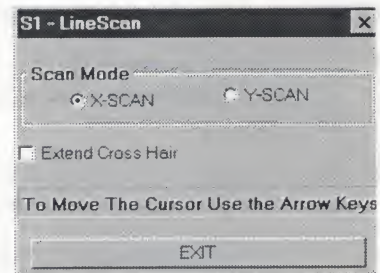 S1 - LineScan
Scan Mode
X-SCAN Y-SCAN
Extend Cross Hair
To Move The Cursor Use the Arrow Keys
EXIT